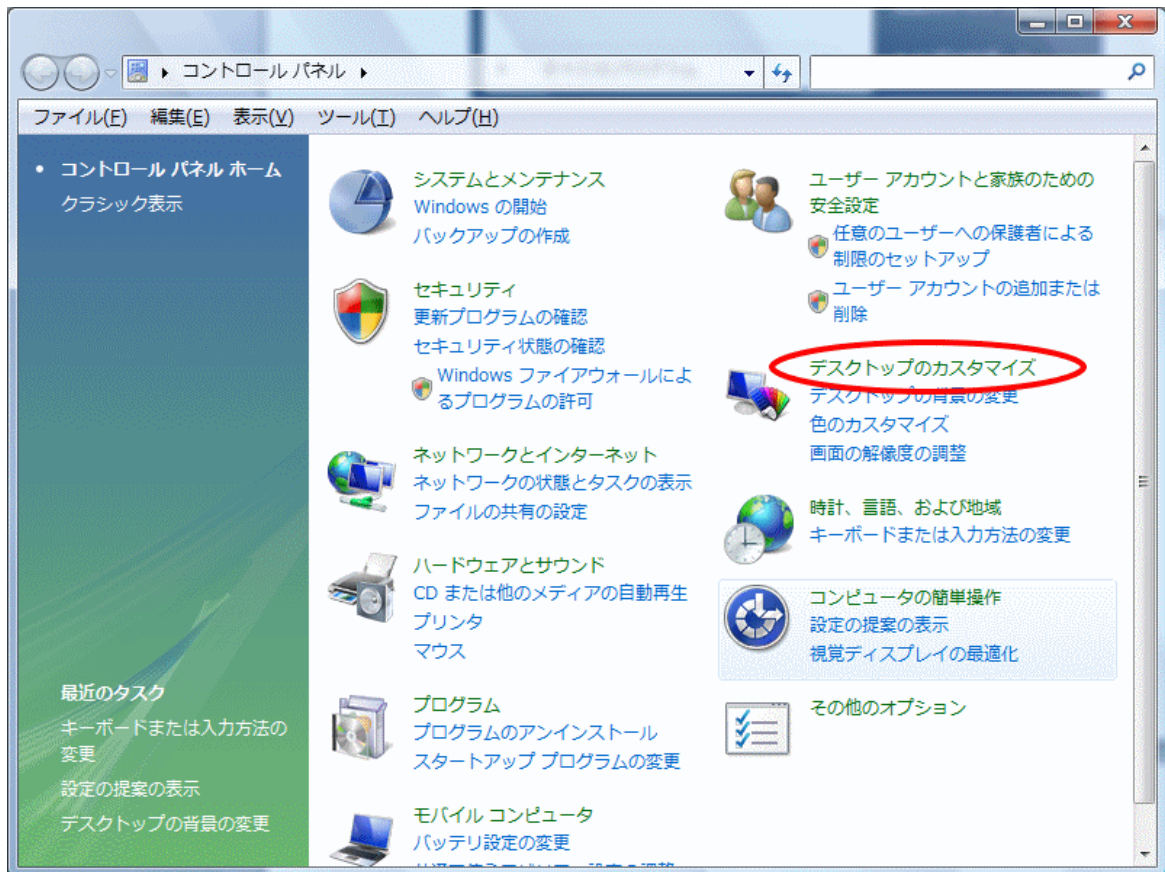 コントロール パネル
ファイル(F) 編集(E) 表示(V) ツール(T) ヘルプ(H)
コントロール パネル ホーム
クラシック表示
最近のタスク
キーボードまたは入力方法の
変更
設定の提案の表示
デスクトップの背景の変更
システムとメンテナンス
Windows の開始
バックアップの作成
セキュリティ
更新プログラムの確認
セキュリティ状態の確認
Windows ファイアウォールによ
るプログラムの許可
ネットワークとインターネット
ネットワークの状態とタスクの表示
ファイルの共有の設定
ハードウェアとサウンド
CD または他のメディアの自動再生
プリンタ
マウス
プログラム
プログラムのアンインストール
スタートアップ プログラムの変更
モバイル コンピュータ
バッテリ設定の変更
ユーザー アカウントと家族のための
安全設定
任意のユーザーへの保護者による
制限のセットアップ
ユーザー アカウントの追加または
削除
デスクトップのカスタマイズ
デスクトップの背景の変更
色のカスタマイズ
画面の解像度の調整
時計、言語、および地域
キーボードまたは入力方法の変更
コンピュータの簡単操作
設定の提案の表示
視覚ディスプレイの最適化
その他のオプション